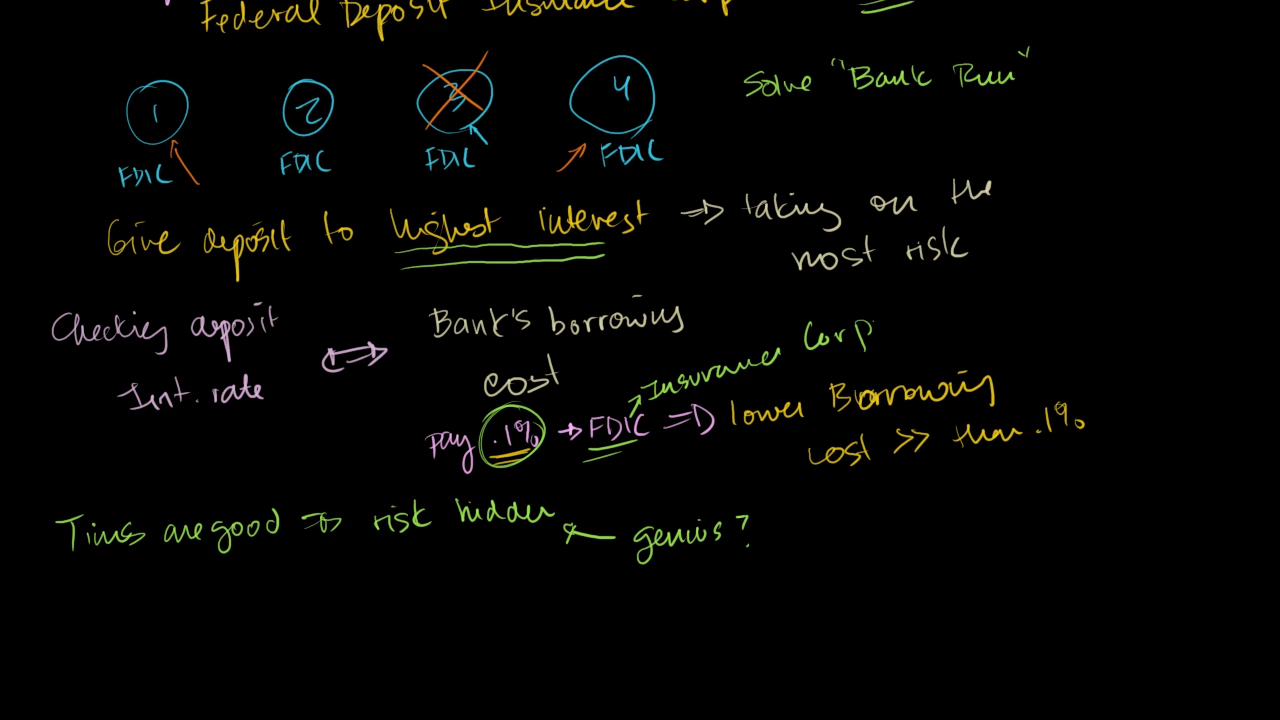 Federal Deposit Insurance Corp
1 2 3 4
Solve "Bank Run"
FDIC FDIC FDIC FDIC
Give deposit to highest interest => taking on the
most risk
Checking deposit
Int. rate
Bank's borrowing
cost
Insurance Corp
pay .1% → FDIC => lower Borrowing
cost >> than .1%
Times are good => risk hidden ← genius?